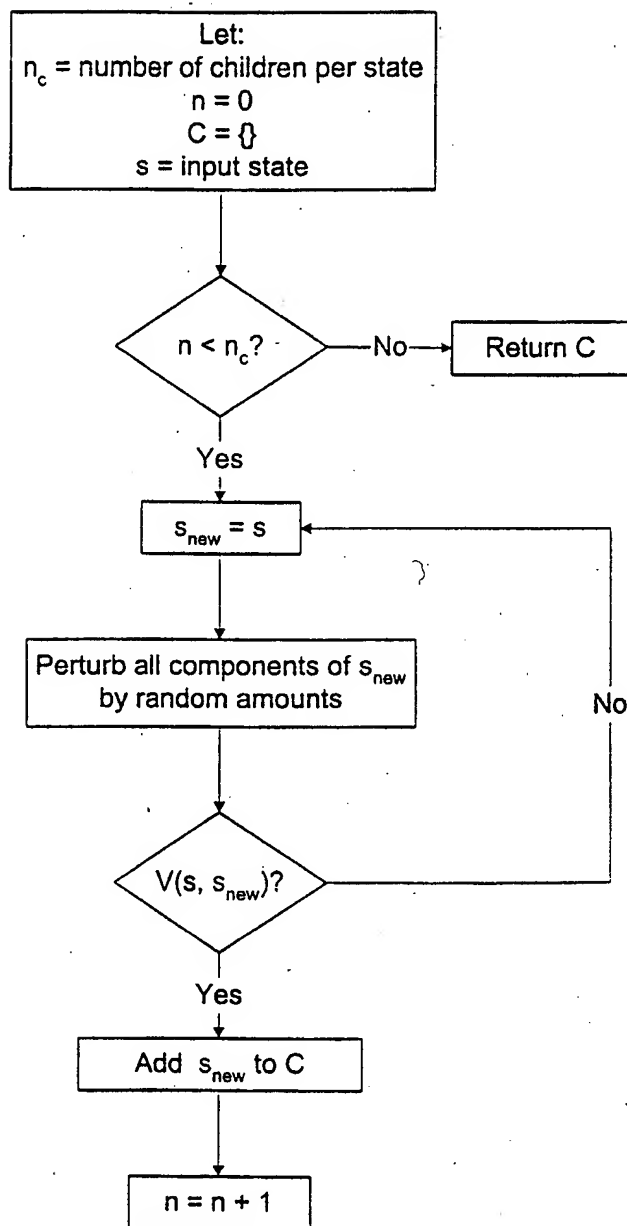 Let:
n_c = number of children per state
n = 0
C = {}
s = input state
n < n_c?
No
Return C
Yes
s_new = s
Perturb all components of s_new
by random amounts
No
V(s, s_new)?
Yes
Add s_new to C
n = n + 1